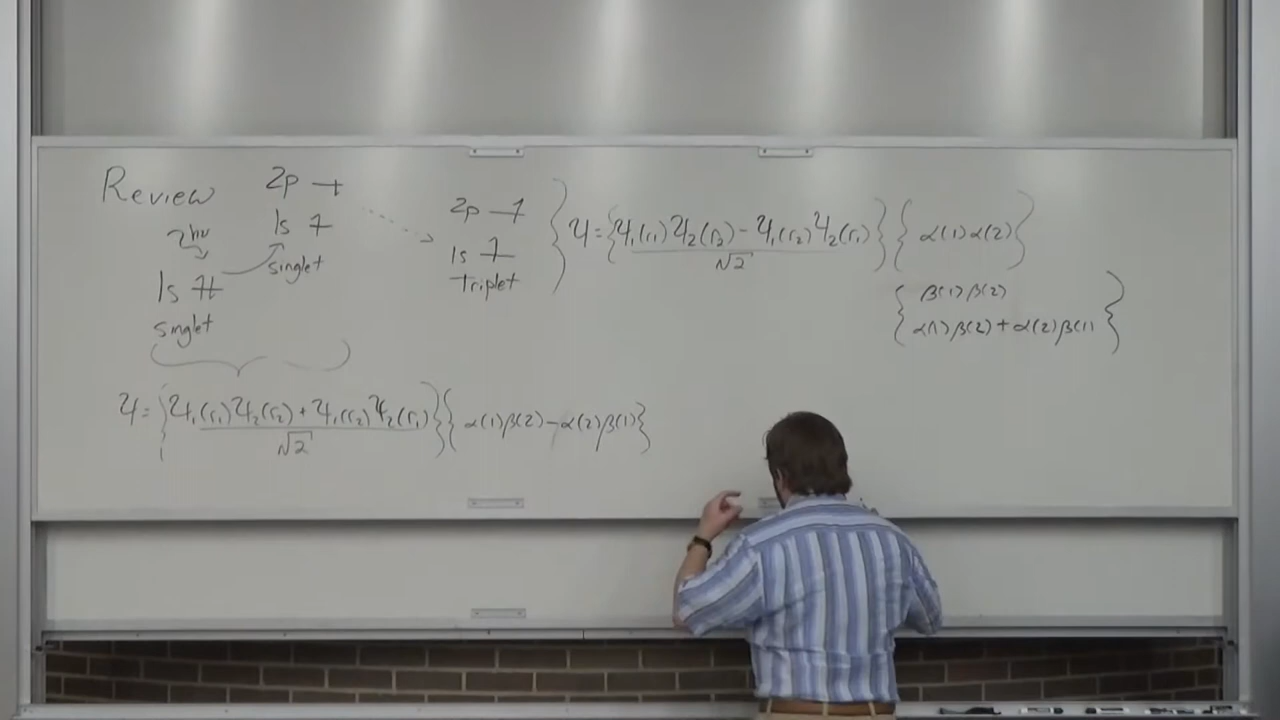 Review
2p ↿
1s ↿
singlet
2hν
1s ↿⇂
singlet
2p ↿
1s ↿
Triplet
} Ψ = { Ψ₁(r₁)Ψ₂(r₂) − Ψ₁(r₂)Ψ₂(r₁) / √2 } { α(1)α(2) }
{ β(1)β(2)
α(1)β(2) + α(2)β(1) }
Ψ = { Ψ₁(r₁)Ψ₂(r₂) + Ψ₁(r₂)Ψ₂(r₁) / √2 } { α(1)β(2) − α(2)β(1) }